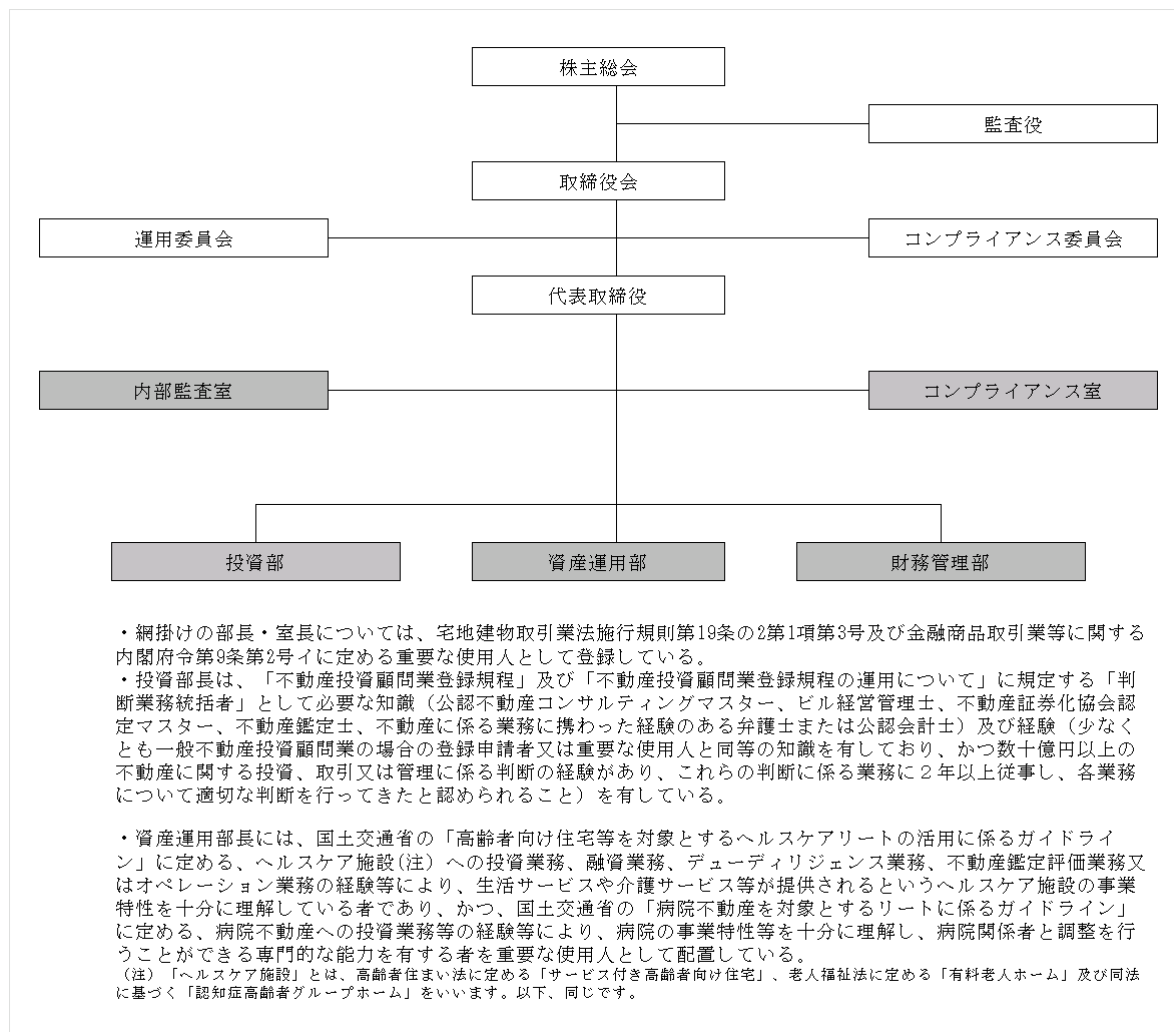 株主総会
監査役
取締役会
運用委員会
コンプライアンス委員会
代表取締役
内部監査室
コンプライアンス室
投資部
資産運用部
財務管理部
・網掛けの部長・室長については、宅地建物取引業法施行規則第19条の2第1項第3号及び金融商品取引業等に関する
内閣府令第9条第2号イに定める重要な使用人として登録している。
・投資部長は、「不動産投資顧問業登録規程」及び「不動産投資顧問業登録規程の運用について」に規定する「判
断業務統括者」として必要な知識（公認不動産コンサルティングマスター、ビル経営管理士、不動産証券化協会認
定マスター、不動産鑑定士、不動産に係る業務に携わった経験のある弁護士または公認会計士）及び経験（少なく
とも一般不動産投資顧問業の場合の登録申請者又は重要な使用人と同等の知識を有しており、かつ数十億円以上の
不動産に関する投資、取引又は管理に係る判断の経験があり、これらの判断に係る業務に２年以上従事し、各業務
について適切な判断を行ってきたと認められること）を有している。
・資産運用部長には、国土交通省の「高齢者向け住宅等を対象とするヘルスケアリートの活用に係るガイドライ
ン」に定める、ヘルスケア施設(注）への投資業務、融資業務、デューディリジェンス業務、不動産鑑定評価業務又
はオペレーション業務の経験等により、生活サービスや介護サービス等が提供されるというヘルスケア施設の事業
特性を十分に理解している者であり、かつ、国土交通省の「病院不動産を対象とするリートに係るガイドライン」
に定める、病院不動産への投資業務等の経験等により、病院の事業特性等を十分に理解し、病院関係者と調整を行
うことができる専門的な能力を有する者を重要な使用人として配置している。
（注）「ヘルスケア施設」とは、高齢者住まい法に定める「サービス付き高齢者向け住宅」、老人福祉法に定める「有料老人ホーム」及び同法
に基づく「認知症高齢者グループホーム」をいいます。以下、同じです。